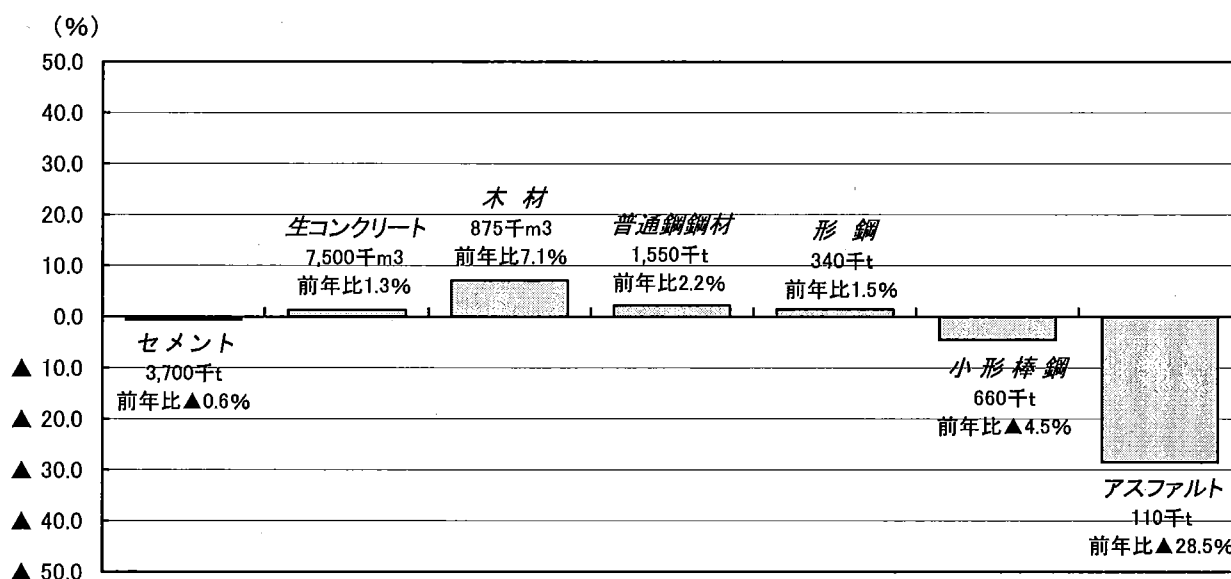 (%)
50.0
40.0
30.0
20.0
10.0
0.0
▲ 10.0
▲ 20.0
▲ 30.0
▲ 40.0
▲ 50.0
セメント
3,700千t
前年比▲0.6%
生コンクリート
7,500千m3
前年比1.3%
木 材
875千m3
前年比7.1%
普通鋼鋼材
1,550千t
前年比2.2%
形 鋼
340千t
前年比1.5%
小 形 棒 鋼
660千t
前年比▲4.5%
アスファルト
110千t
前年比▲28.5%